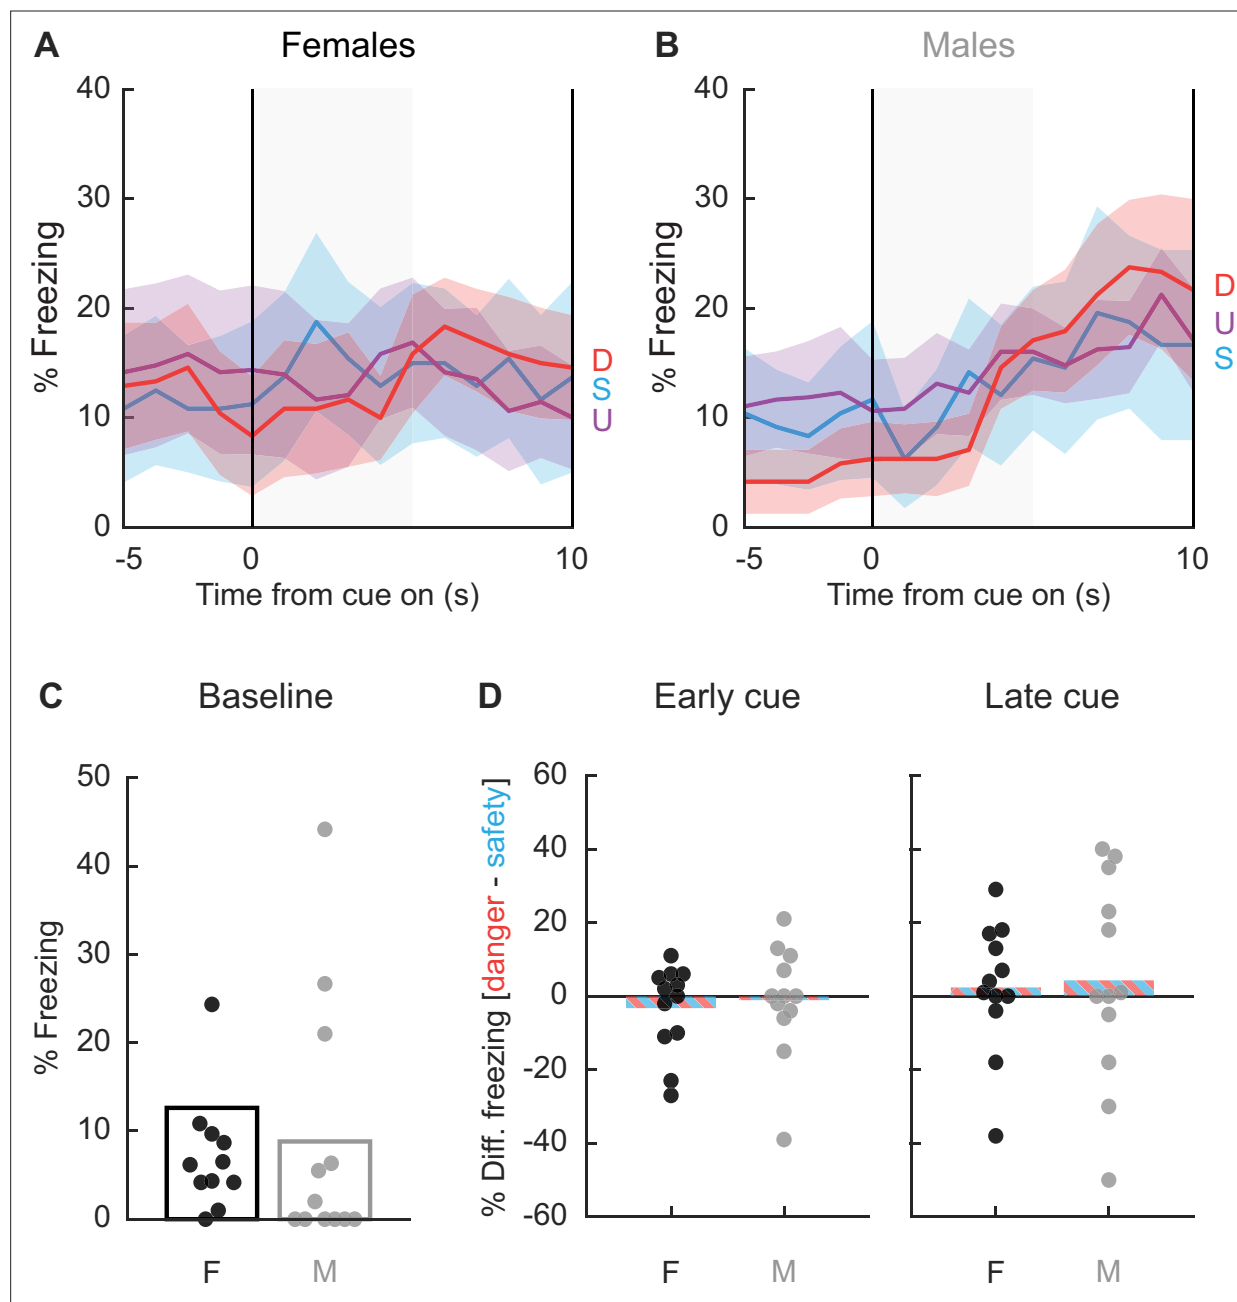 A
Females
40
30
20
10
0
% Freezing
-5
0
10
Time from cue on (s)
D
S
U
B
Males
40
30
20
10
0
% Freezing
-5
0
10
Time from cue on (s)
D
U
S
C
Baseline
50
40
30
20
10
0
% Freezing
F
M
D
Early cue
Late cue
60
40
20
0
-20
-40
-60
% Diff. freezing [danger - safety]
F
M
F
M